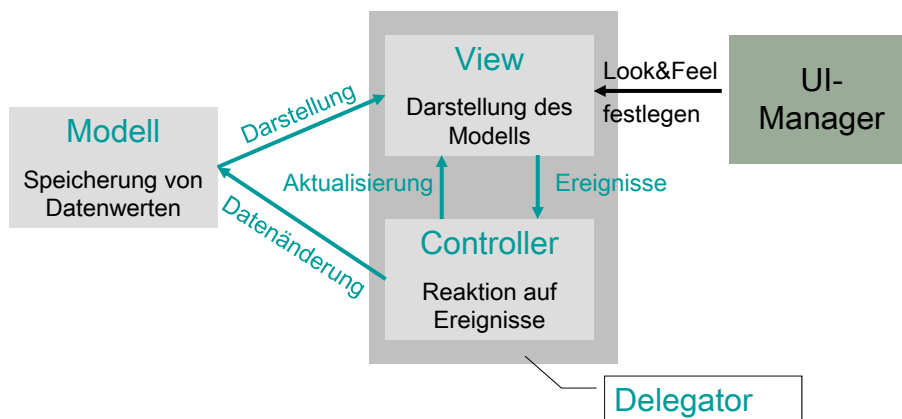 View
Darstellung des
Modells
Look&Feel
festlegen
UI-
Manager
Modell
Speicherung von
Datenwerten
Darstellung
Aktualisierung
Ereignisse
Datenänderung
Controller
Reaktion auf
Ereignisse
Delegator